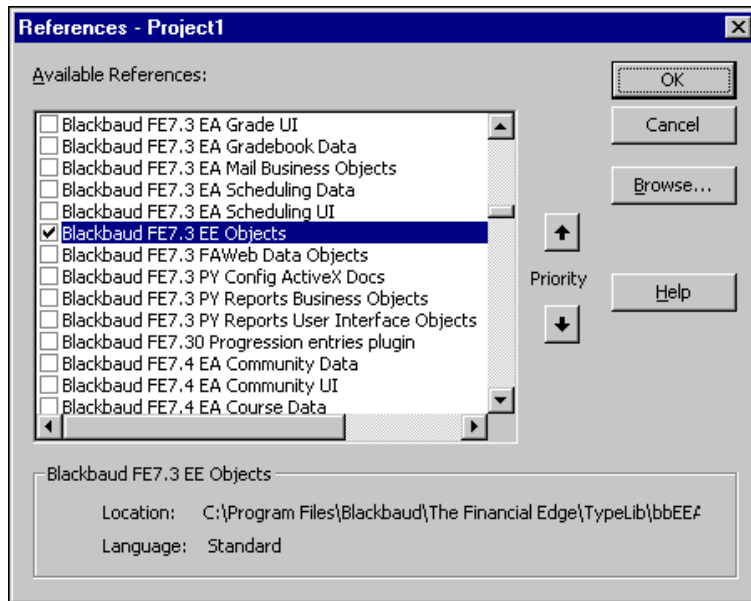 References - Project1
Available References:
OK
Cancel
Browse...
Help
Blackbaud FE7.3 EA Grade UI
Blackbaud FE7.3 EA Gradebook Data
Blackbaud FE7.3 EA Mail Business Objects
Blackbaud FE7.3 EA Scheduling Data
Blackbaud FE7.3 EA Scheduling UI
Blackbaud FE7.3 EE Objects
Blackbaud FE7.3 FAWeb Data Objects
Blackbaud FE7.3 PY Config ActiveX Docs
Blackbaud FE7.3 PY Reports Business Objects
Blackbaud FE7.3 PY Reports User Interface Objects
Blackbaud FE7.30 Progression entries plugin
Blackbaud FE7.4 EA Community Data
Blackbaud FE7.4 EA Community UI
Blackbaud FE7.4 EA Course Data
Priority
Blackbaud FE7.3 EE Objects
Location: C:\Program Files\Blackbaud\The Financial Edge\TypeLib\bbEEA
Language: Standard